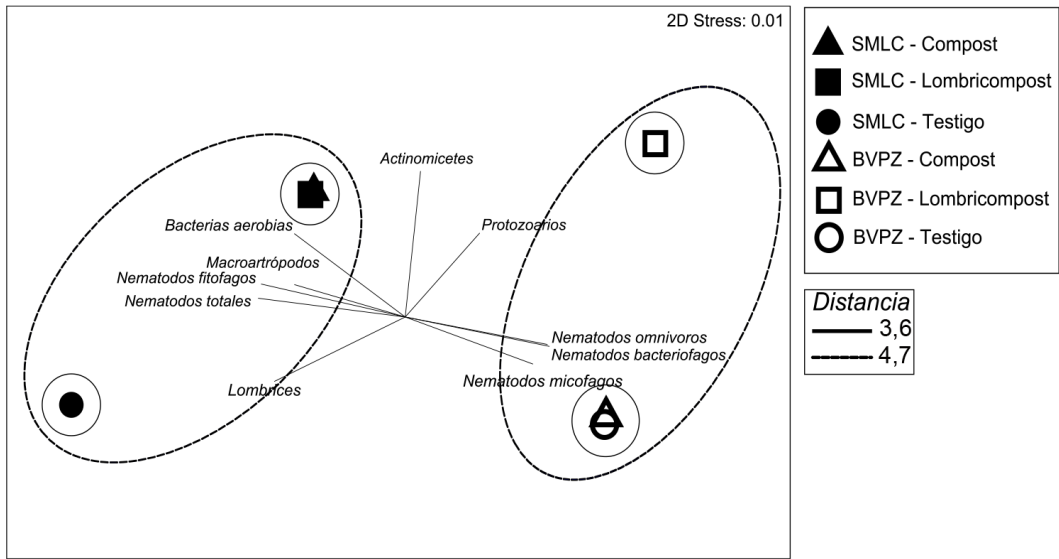 2D Stress: 0.01
Actinomicetes
Bacterias aerobias
Protozoarios
Macroartrópodos
Nematodos fitofagos
Nematodos totales
Nematodos omnivoros
Nematodos bacteriofagos
Nematodos micofagos
Lombrices
SMLC - Compost
SMLC - Lombricompost
SMLC - Testigo
BVPZ - Compost
BVPZ - Lombricompost
BVPZ - Testigo
Distancia
3,6
4,7